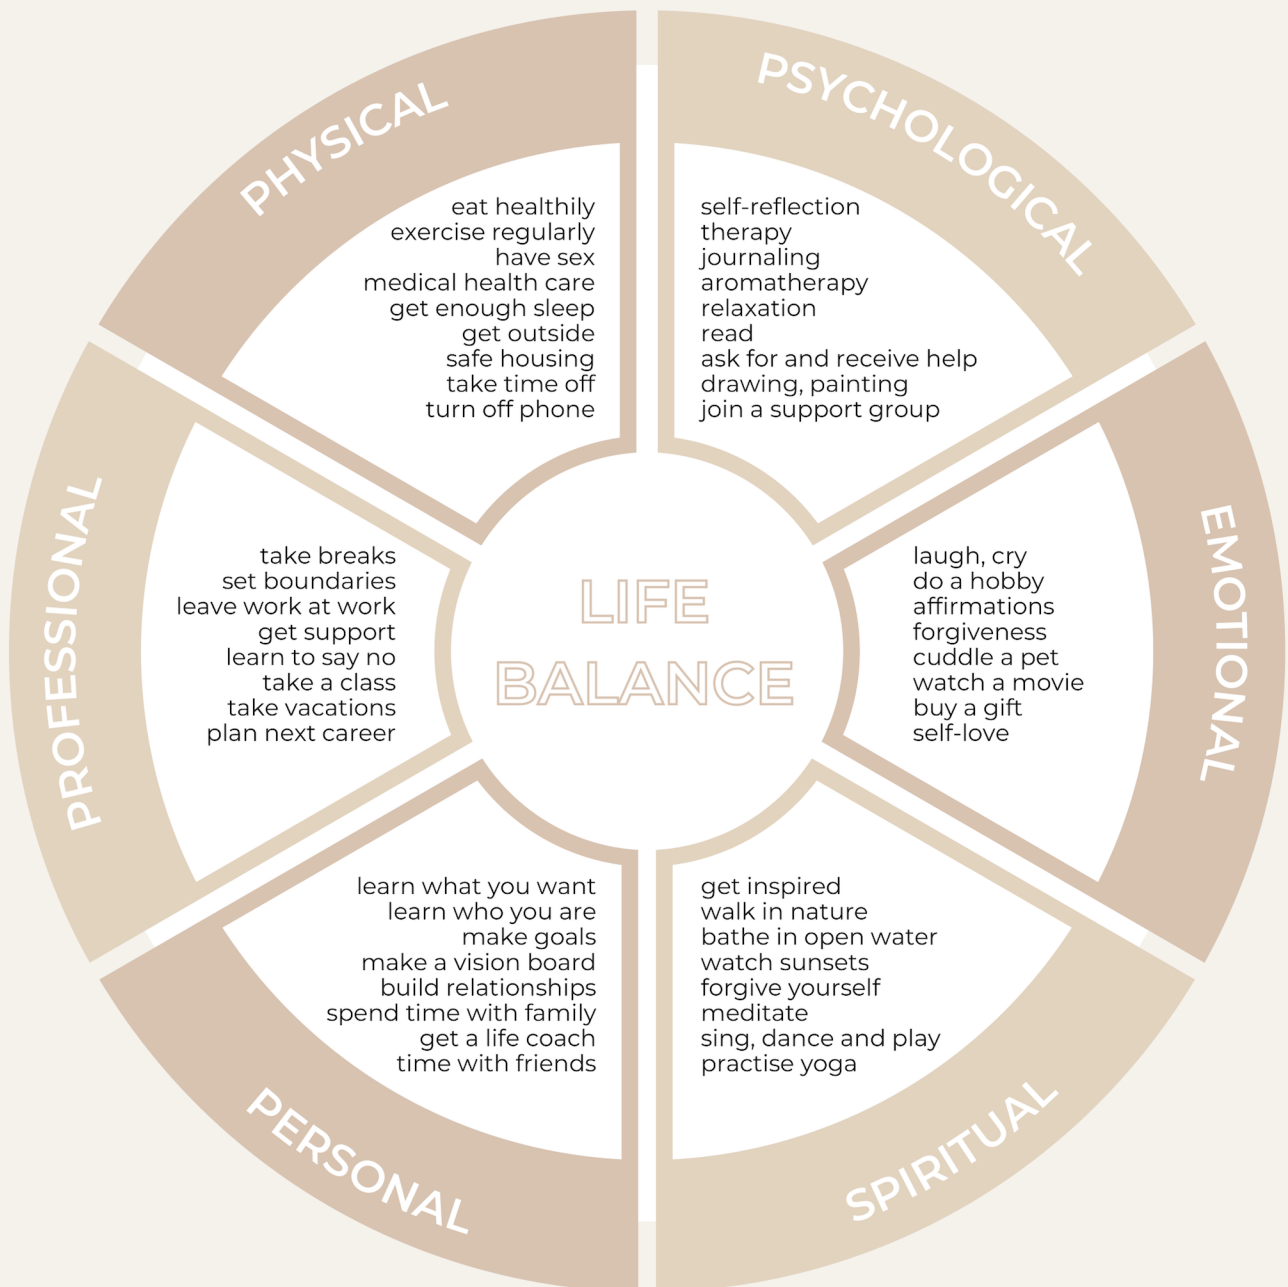 PHYSICAL
eat healthily
exercise regularly
have sex
medical health care
get enough sleep
get outside
safe housing
take time off
turn off phone
PSYCHOLOGICAL
self-reflection
therapy
journaling
aromatherapy
relaxation
read
ask for and receive help
drawing, painting
join a support group
PROFESSIONAL
take breaks
set boundaries
leave work at work
get support
learn to say no
take a class
take vacations
plan next career
LIFE
BALANCE
EMOTIONAL
laugh, cry
do a hobby
affirmations
forgiveness
cuddle a pet
watch a movie
buy a gift
self-love
PERSONAL
learn what you want
learn who you are
make goals
make a vision board
build relationships
spend time with family
get a life coach
time with friends
SPIRITUAL
get inspired
walk in nature
bathe in open water
watch sunsets
forgive yourself
meditate
sing, dance and play
practise yoga